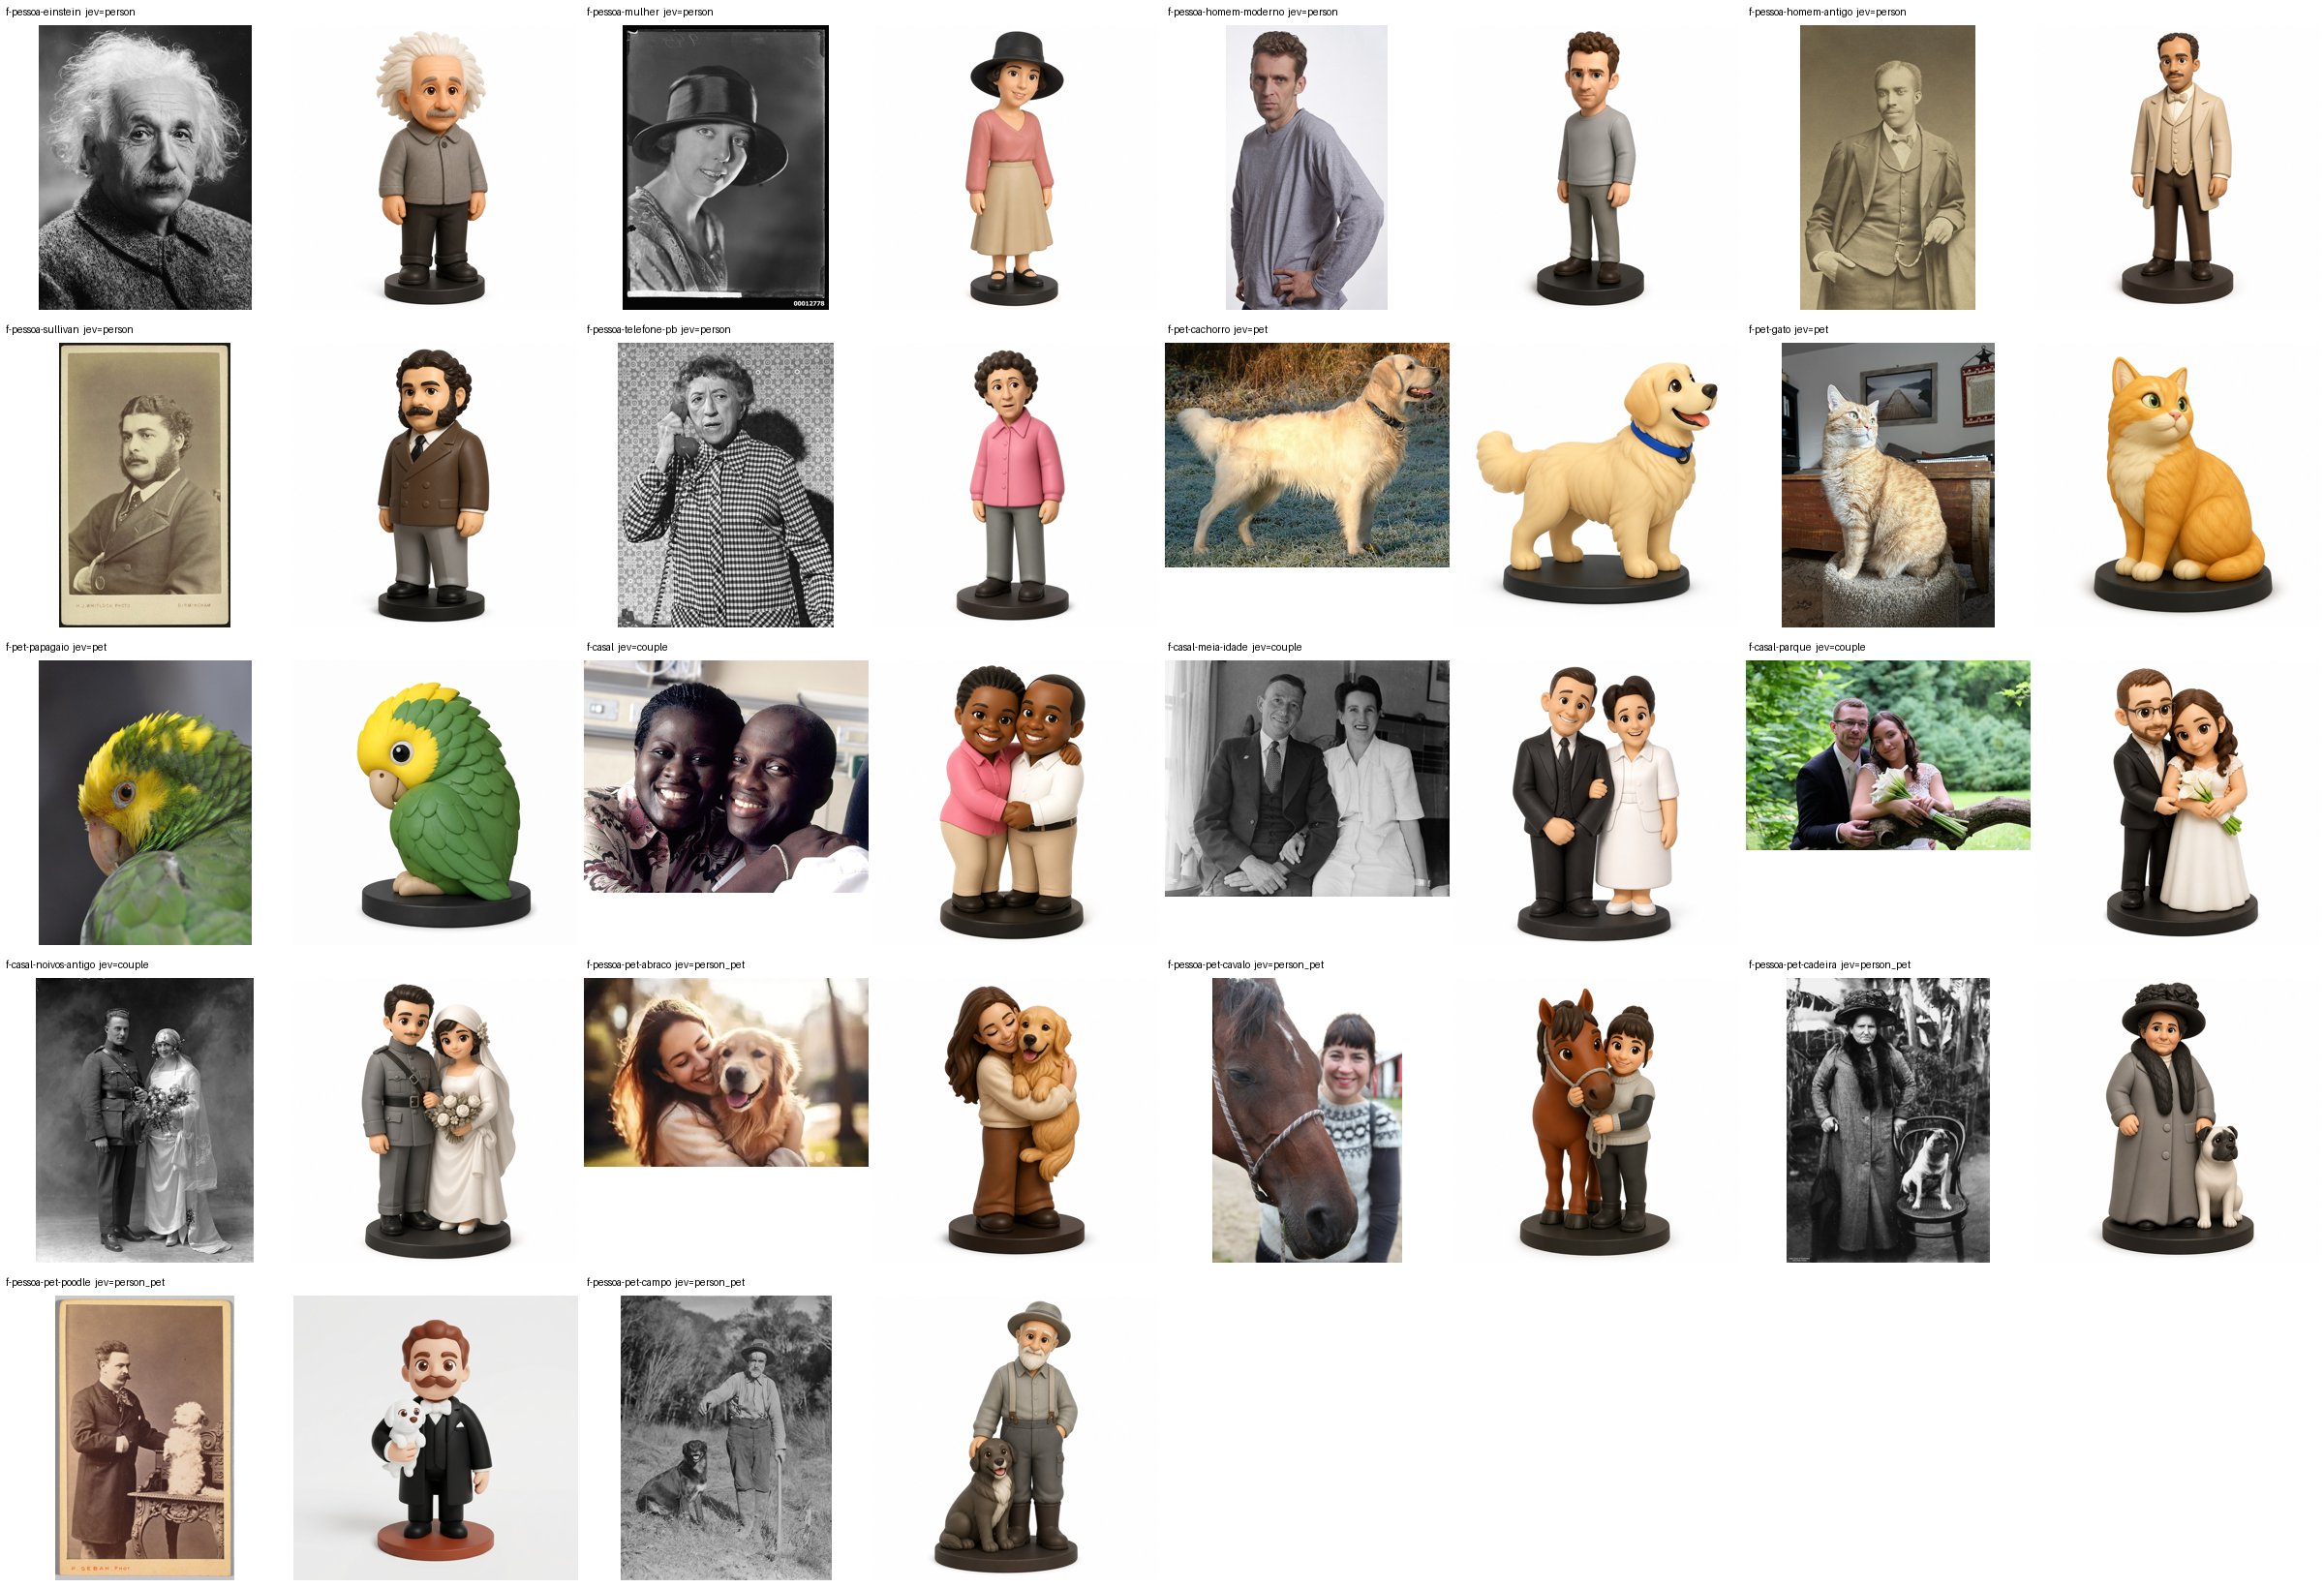 f-pessoa-einstein jev=person
f-pessoa-mulher jev=person
f-pessoa-homem-moderno jev=person
f-pessoa-homem-antigo jev=person
00012778
f-pessoa-sullivan jev=person
f-pessoa-telefone-pb jev=person
f-pet-cachorro jev=pet
f-pet-gato jev=pet
BIRMINGHAM
f-pet-papagaio jev=pet
f-casal jev=couple
f-casal-meia-idade jev=couple
f-casal-parque jev=couple
f-casal-noivos-antigo jev=couple
f-pessoa-pet-abraco jev=person_pet
f-pessoa-pet-cavalo jev=person_pet
f-pessoa-pet-cadeira jev=person_pet
f-pessoa-pet-poodle jev=person_pet
f-pessoa-pet-campo jev=person_pet